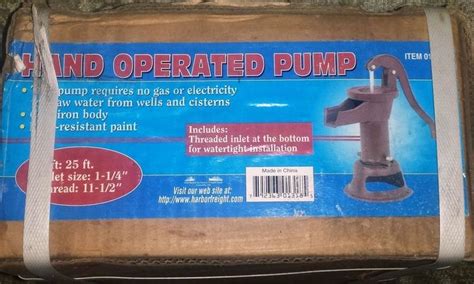 HAND OPERATED PUMP
ITEM 01
pump requires no gas or electricity
aw water from wells and cisterns
iron body
-resistant paint
Includes:
Threaded inlet at the bottom
for watertight installation
ft: 25 ft.
let size: 1-1/4"
hread: 11-1/2"
Made in China
Visit our web site at:
http://www.harborfreight.com